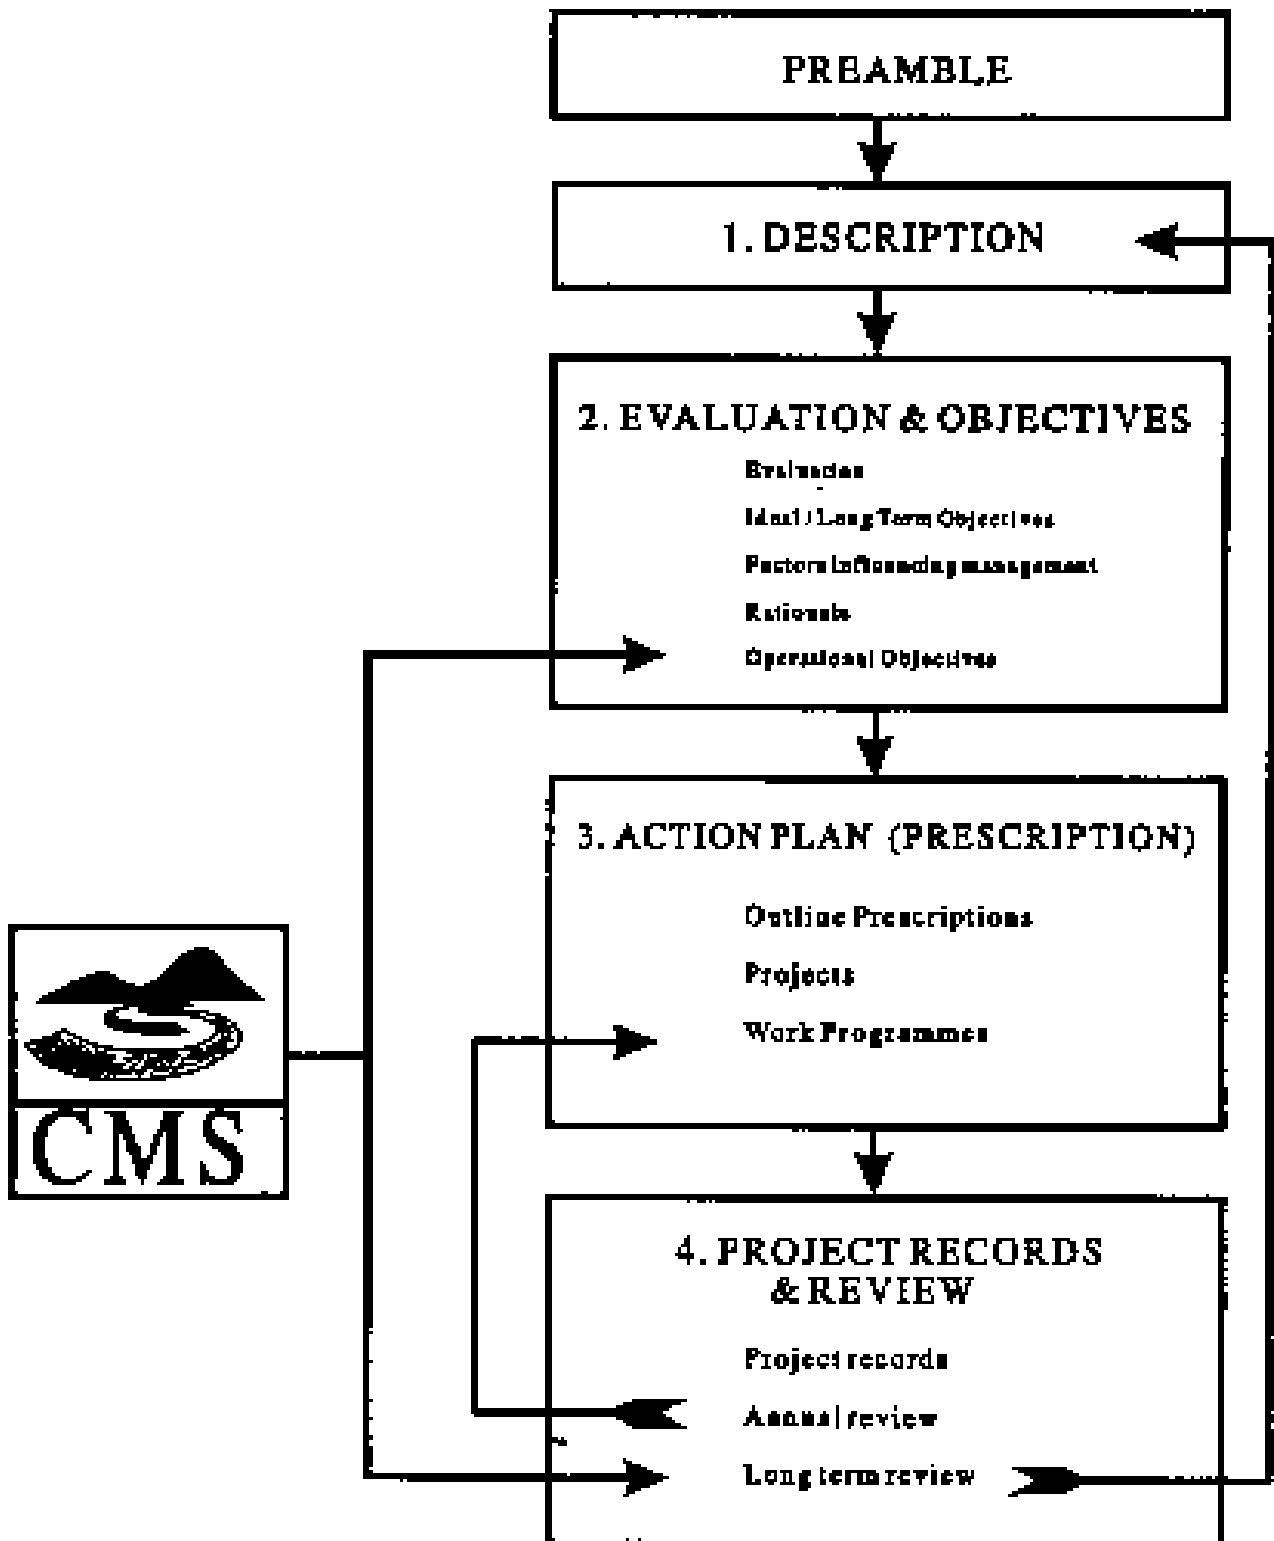 PREAMBLE
1. DESCRIPTION
2. EVALUATION & OBJECTIVES
Evaluation
Ideal / Long Term Objectives
Factors influencing management
Rationale
Operational Objectives
3. ACTION PLAN (PRESCRIPTION)
Outline Prescriptions
Projects
Work Programmes
CMS
4. PROJECT RECORDS
& REVIEW
Project records
Annual review
Long term review